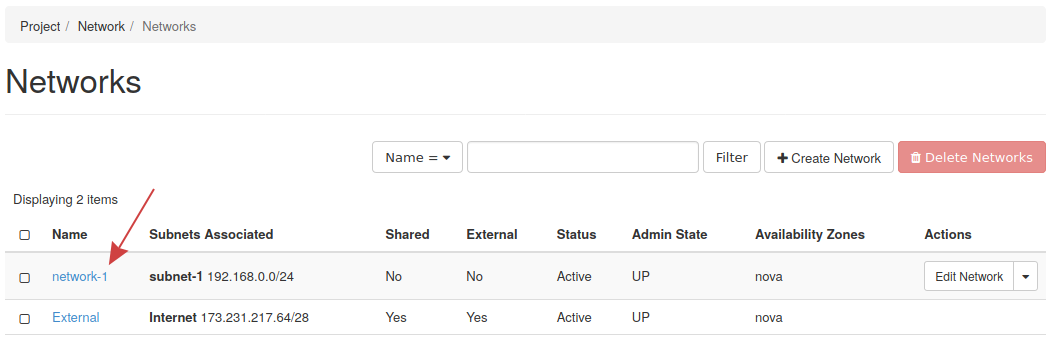 Project / Network / Networks
Networks
Name = Filter Create Network Delete Networks
Displaying 2 items
Name Subnets Associated Shared External Status Admin State Availability Zones Actions
network-1 subnet-1 192.168.0.0/24 No No Active UP nova Edit Network
External Internet 173.231.217.64/28 Yes Yes Active UP nova